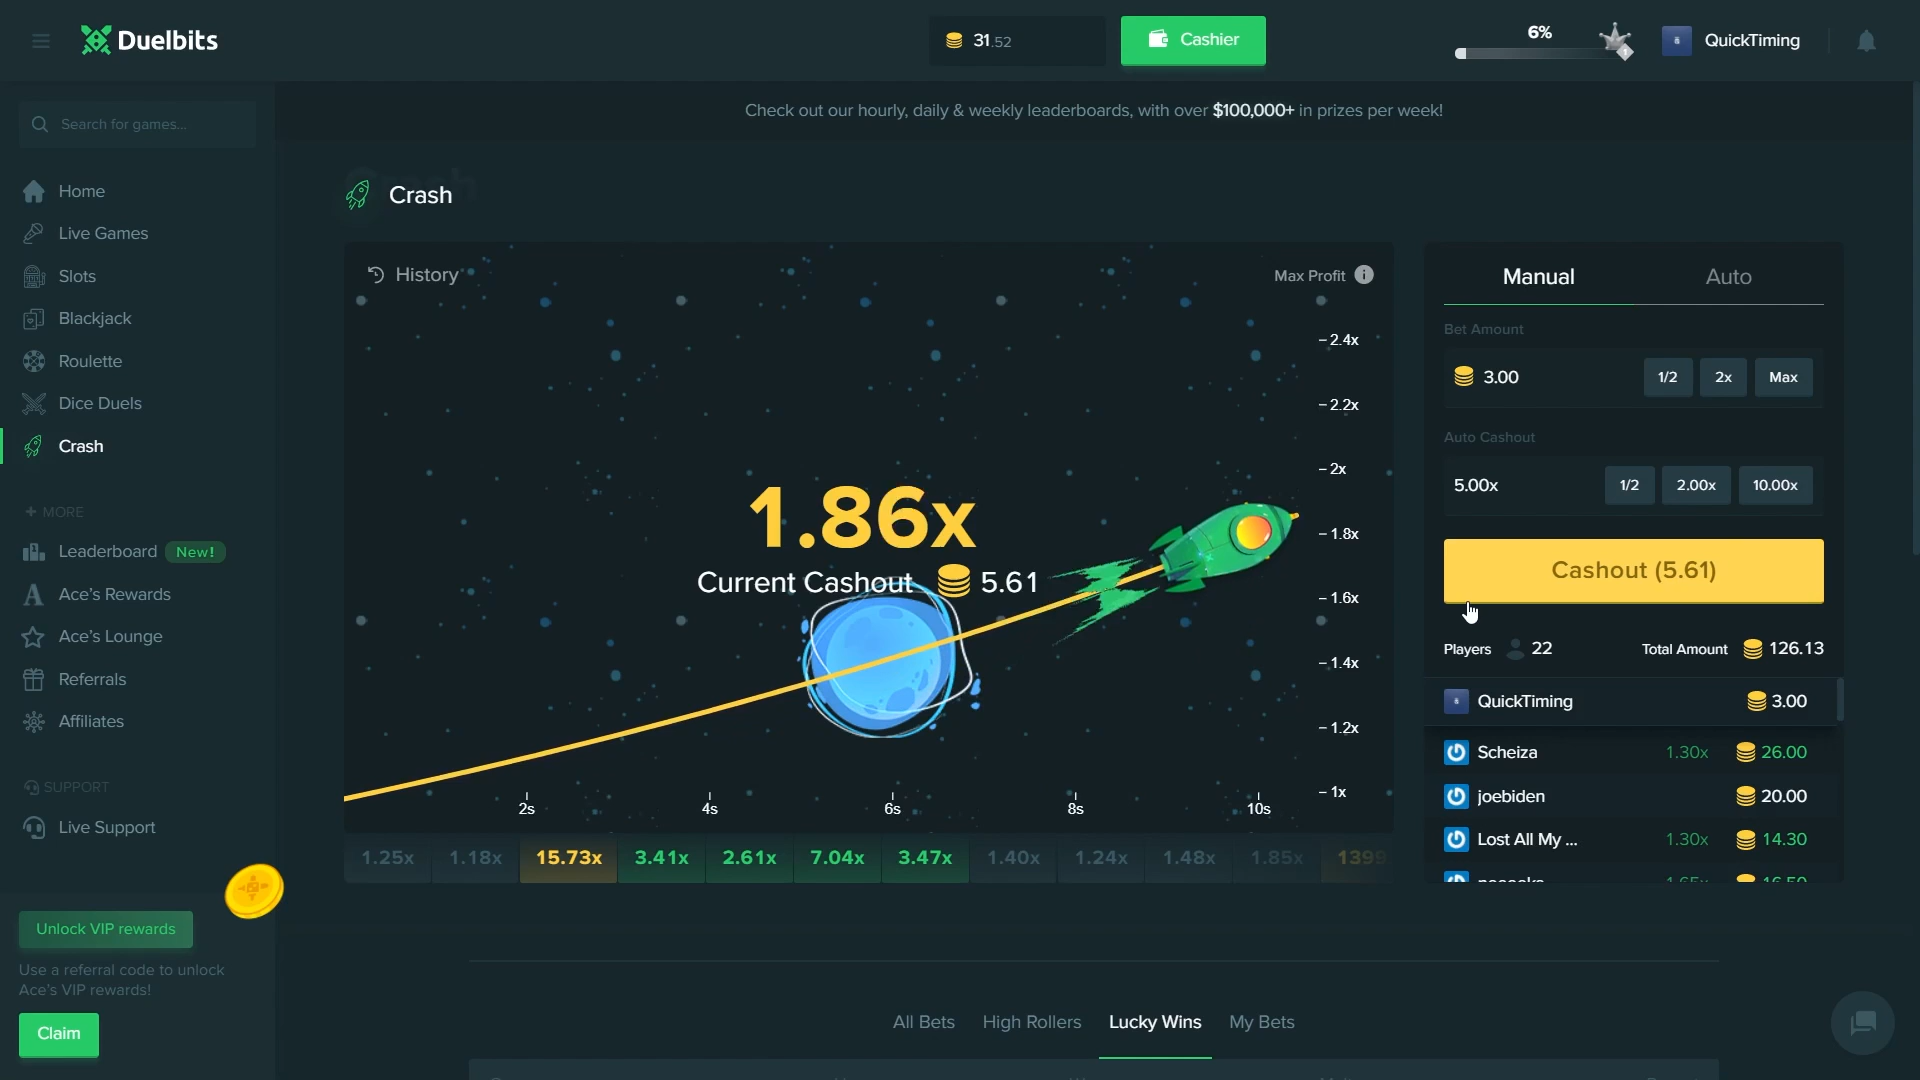 Duelbits
31.52
Cashier
6%
1
QuickTiming
Search for games...
Check out our hourly, daily & weekly leaderboards, with over $100,000+ in prizes per week!
Home
Live Games
Slots
Blackjack
Roulette
Dice Duels
Crash
+ MORE
Leaderboard New!
Ace's Rewards
Ace's Lounge
Referrals
Affiliates
SUPPORT
Live Support
Unlock VIP rewards
Use a referral code to unlock
Ace's VIP rewards!
Claim
Crash
History
Max Profit
2.4x
2.2x
2x
1.8x
1.6x
1.4x
1.2x
1x
1.86x
Current Cashout 5.61
2s 4s 6s 8s 10s
1.25x 1.18x 15.73x 3.41x 2.61x 7.04x 3.47x 1.40x 1.24x 1.48x 1.85x 1399
Manual Auto
Bet Amount
3.00 1/2 2x Max
Auto Cashout
5.00x 1/2 2.00x 10.00x
Cashout (5.61)
Players 22 Total Amount 126.13
QuickTiming 3.00
Scheiza 1.30x 26.00
joebiden 20.00
Lost All My ... 1.30x 14.30
1.65x 16.50
All Bets High Rollers Lucky Wins My Bets